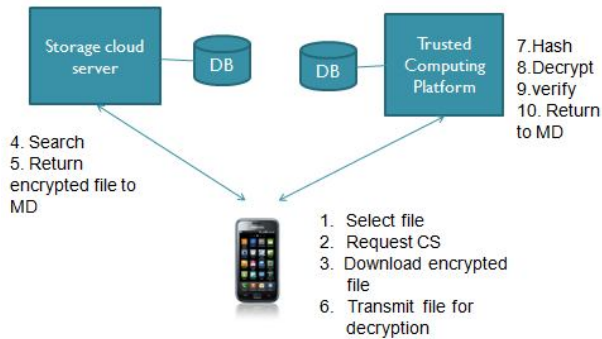 Storage cloud
server
DB
DB
Trusted
Computing
Platform
7.Hash
8.Decrypt
9.verify
10. Return
to MD
4. Search
5. Return
encrypted file to
MD
1. Select file
2. Request CS
3. Download encrypted
file
6. Transmit file for
decryption